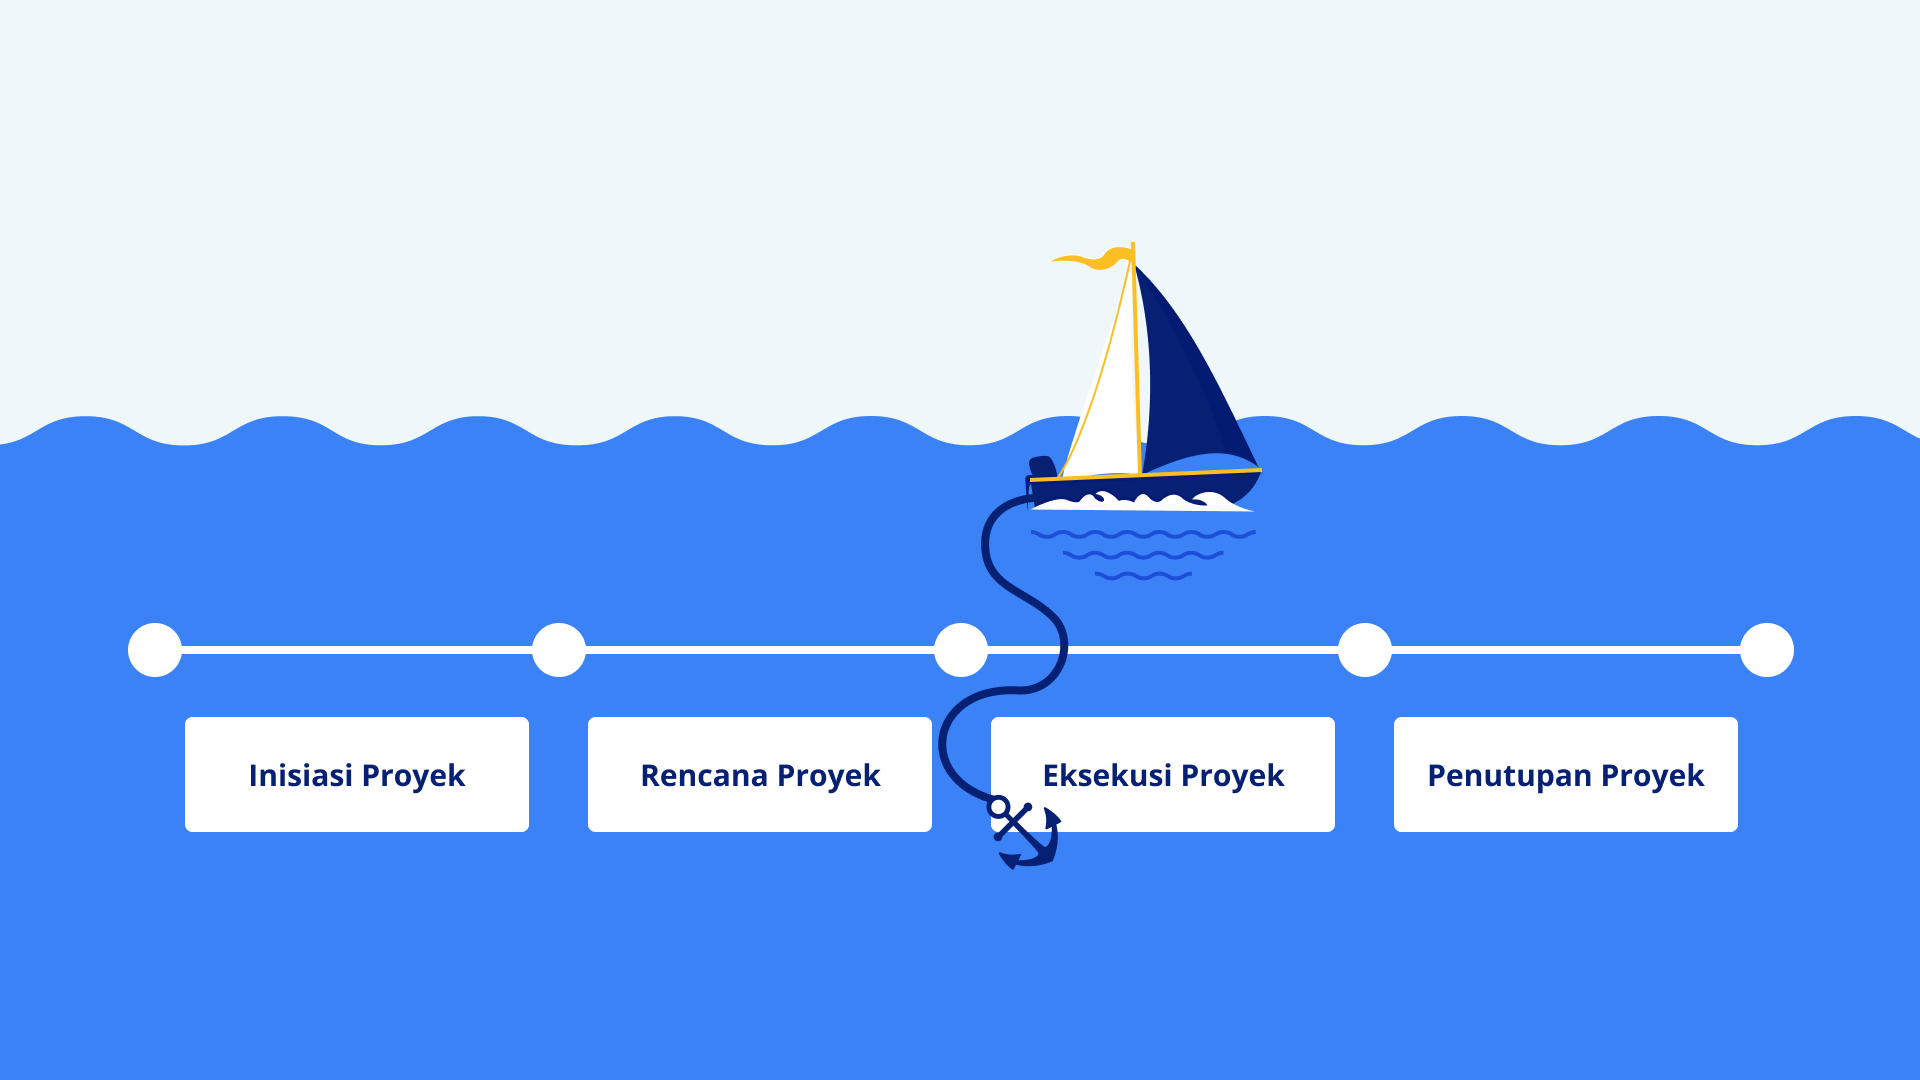 Inisiasi Proyek
Rencana Proyek
Eksekusi Proyek
Penutupan Proyek